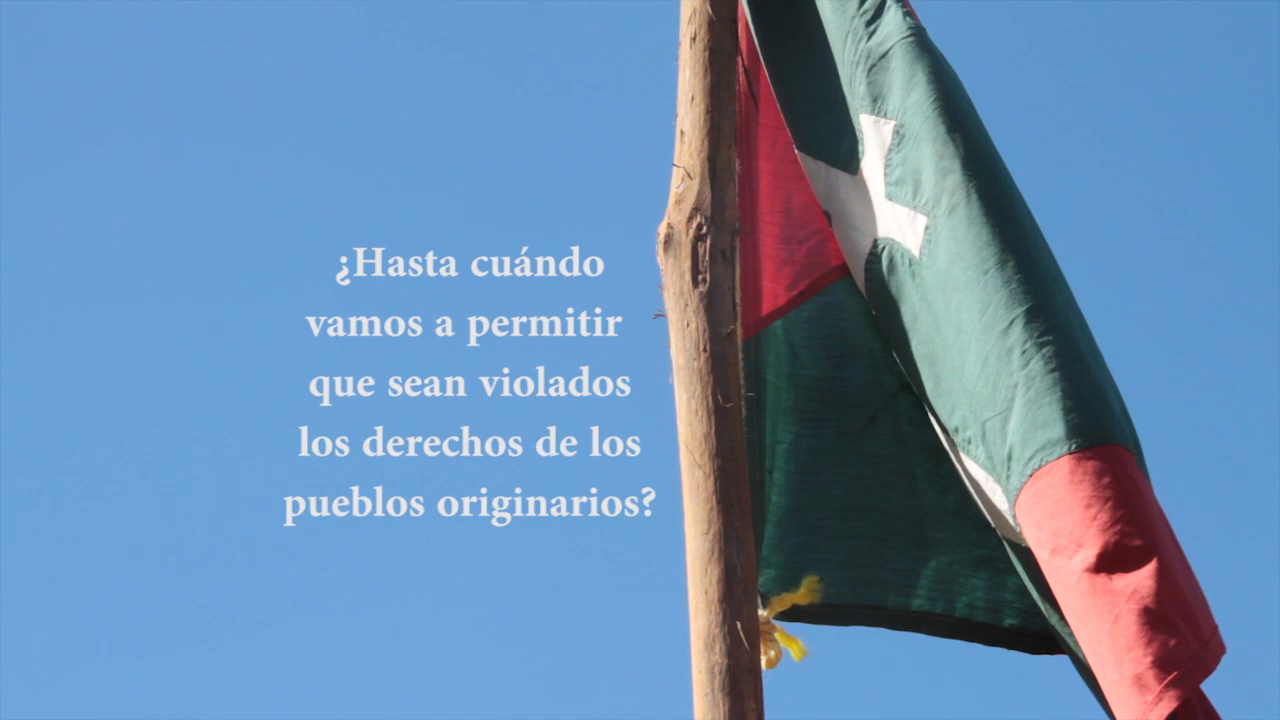 ¿Hasta cuándo
vamos a permitir
que sean violados
los derechos de los
pueblos originarios?